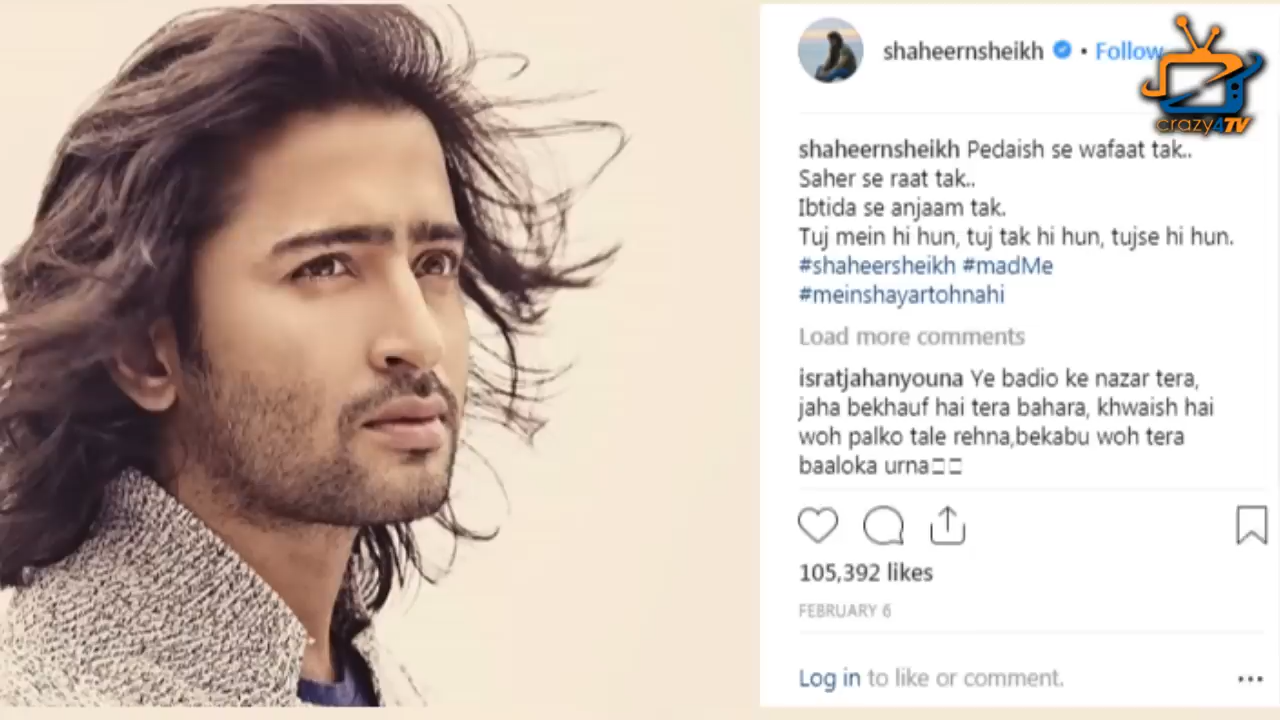 shaheernsheikh • Follow
crazy4TV
shaheernsheikh Pedaish se wafaat tak..
Saher se raat tak..
Ibtida se anjaam tak.
Tuj mein hi hun, tuj tak hi hun, tujse hi hun.
#shaheersheikh #madMe
#meinshayartohnahi
Load more comments
isratjahanyouna Ye badio ke nazar tera,
jaha bekhauf hai tera bahara, khwaish hai
woh palko tale rehna,bekabu woh tera
baaloka urna
105,392 likes
FEBRUARY 6
Log in to like or comment.